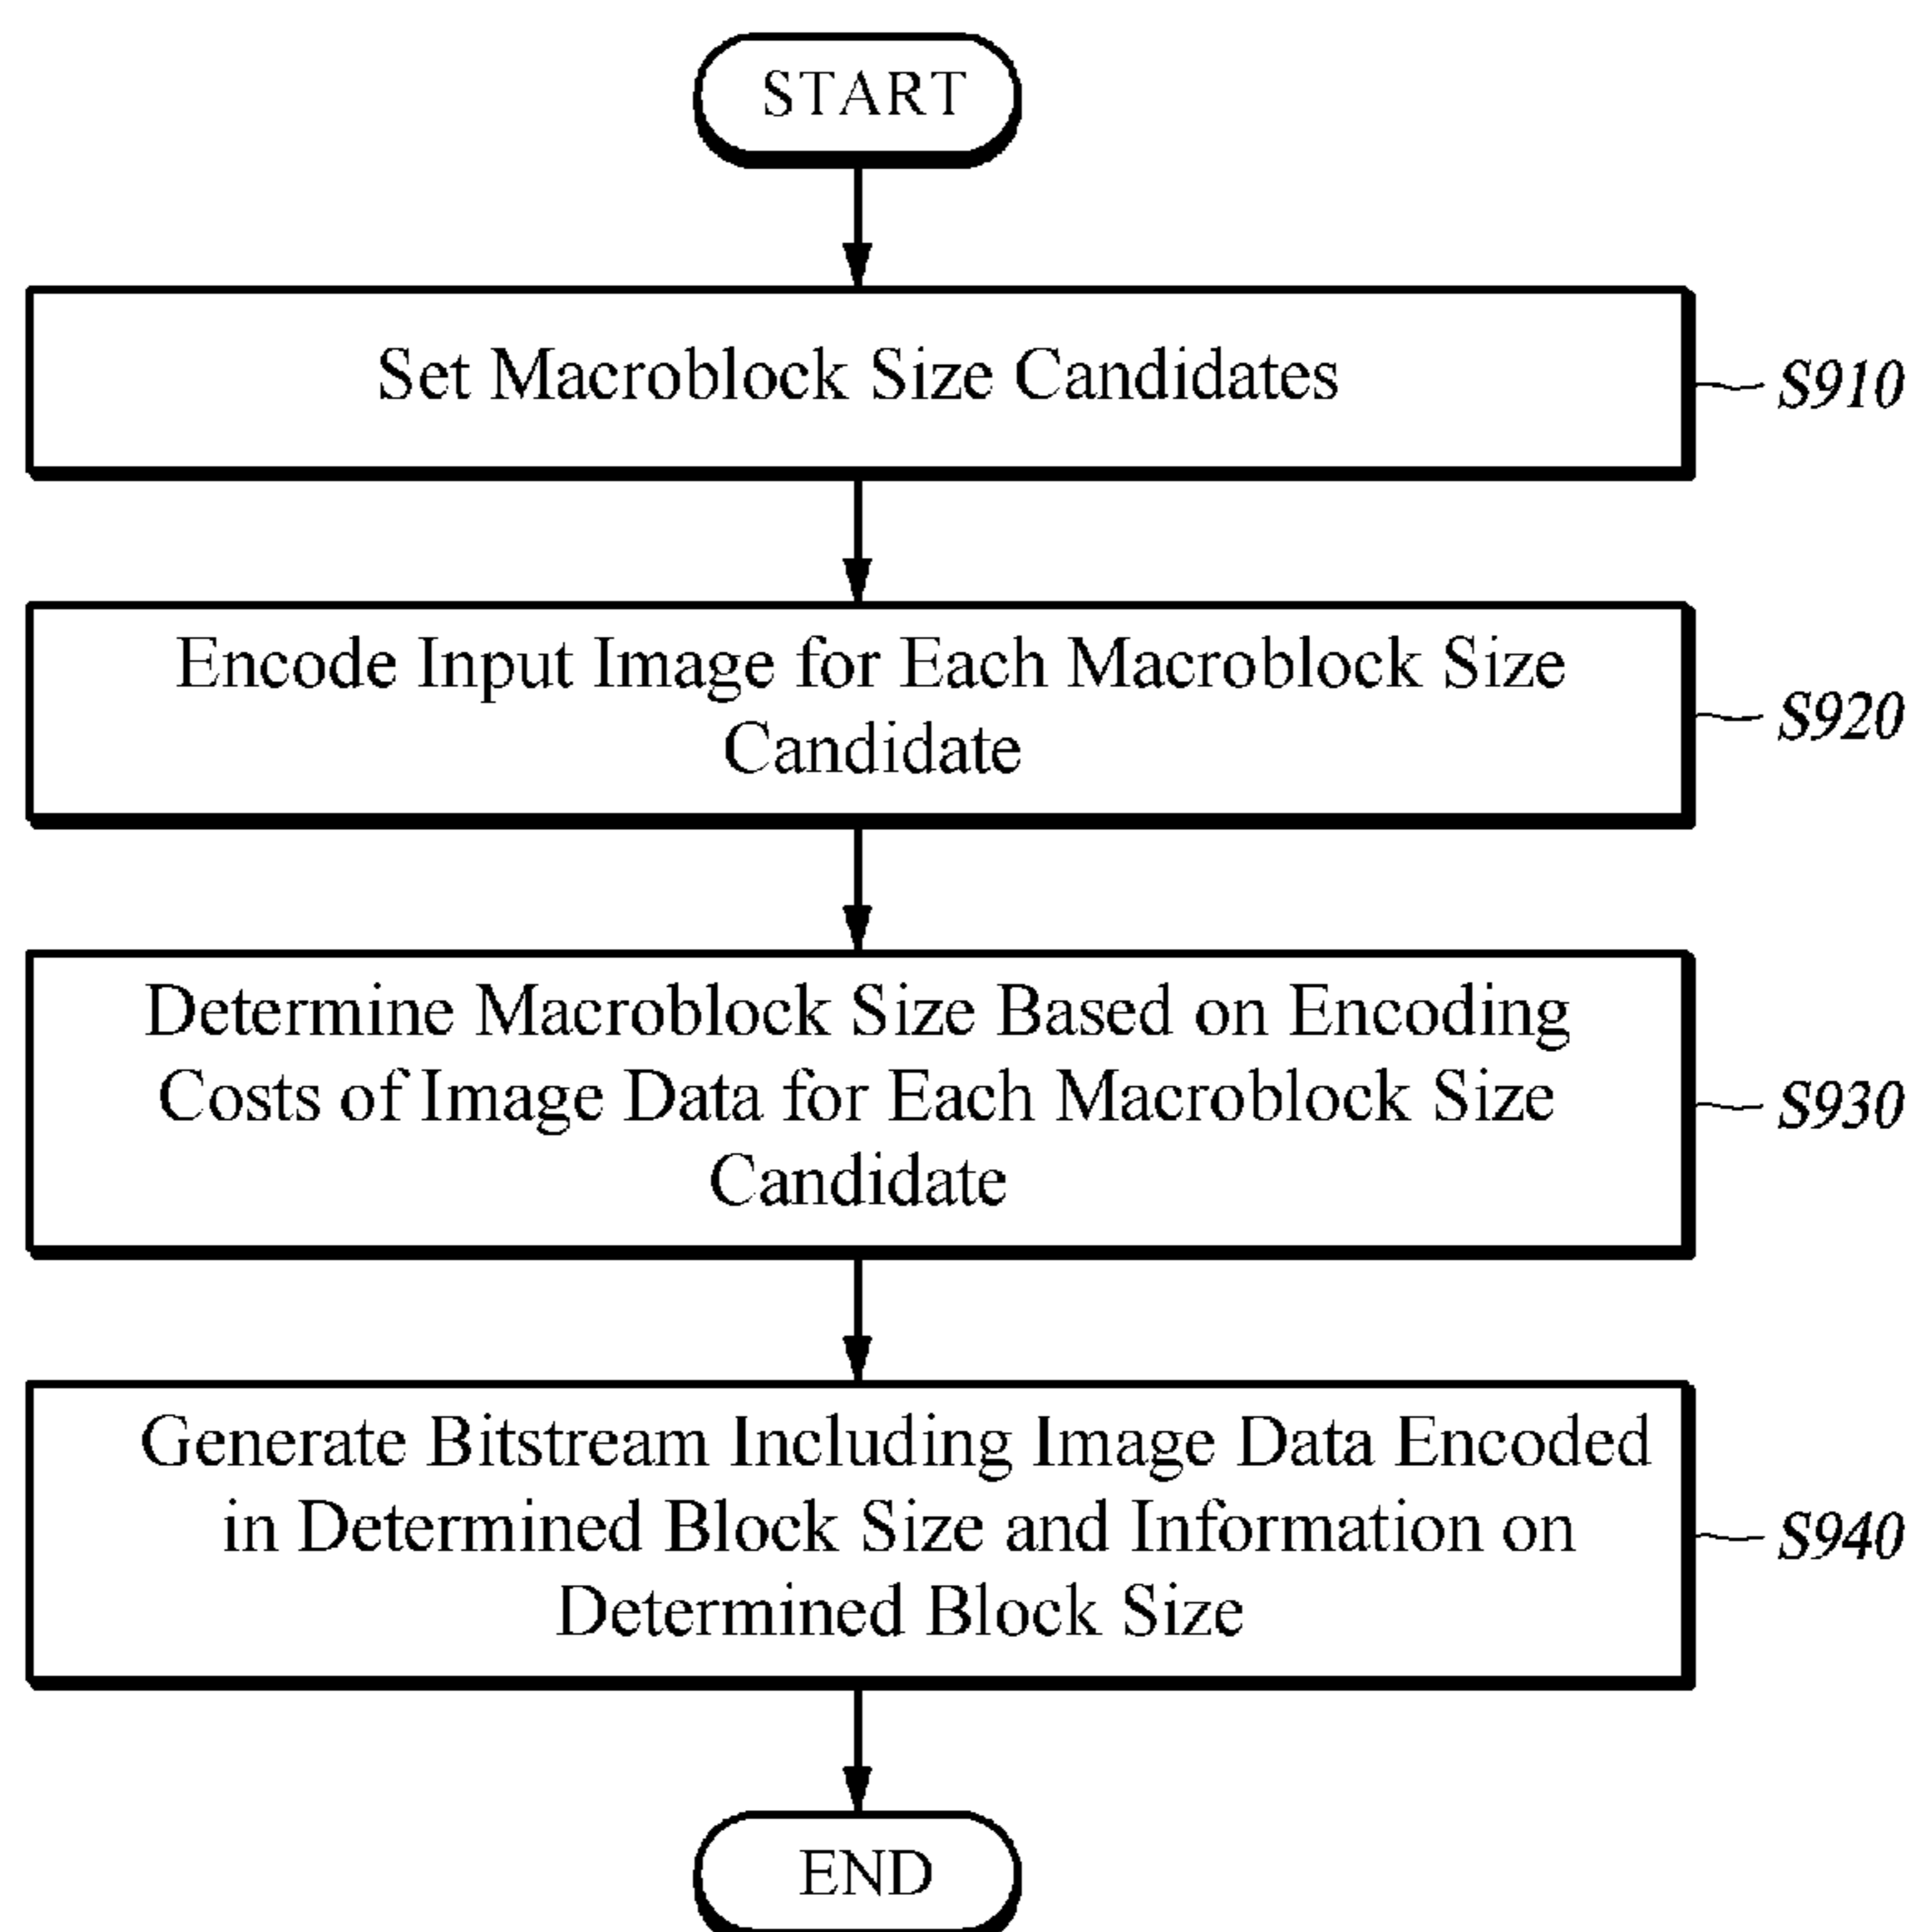 START
Set Macroblock Size Candidates
S910
Encode Input Image for Each Macroblock Size
Candidate
S920
Determine Macroblock Size Based on Encoding
Costs of Image Data for Each Macroblock Size
Candidate
S930
Generate Bitstream Including Image Data Encoded
in Determined Block Size and Information on
Determined Block Size
S940
END